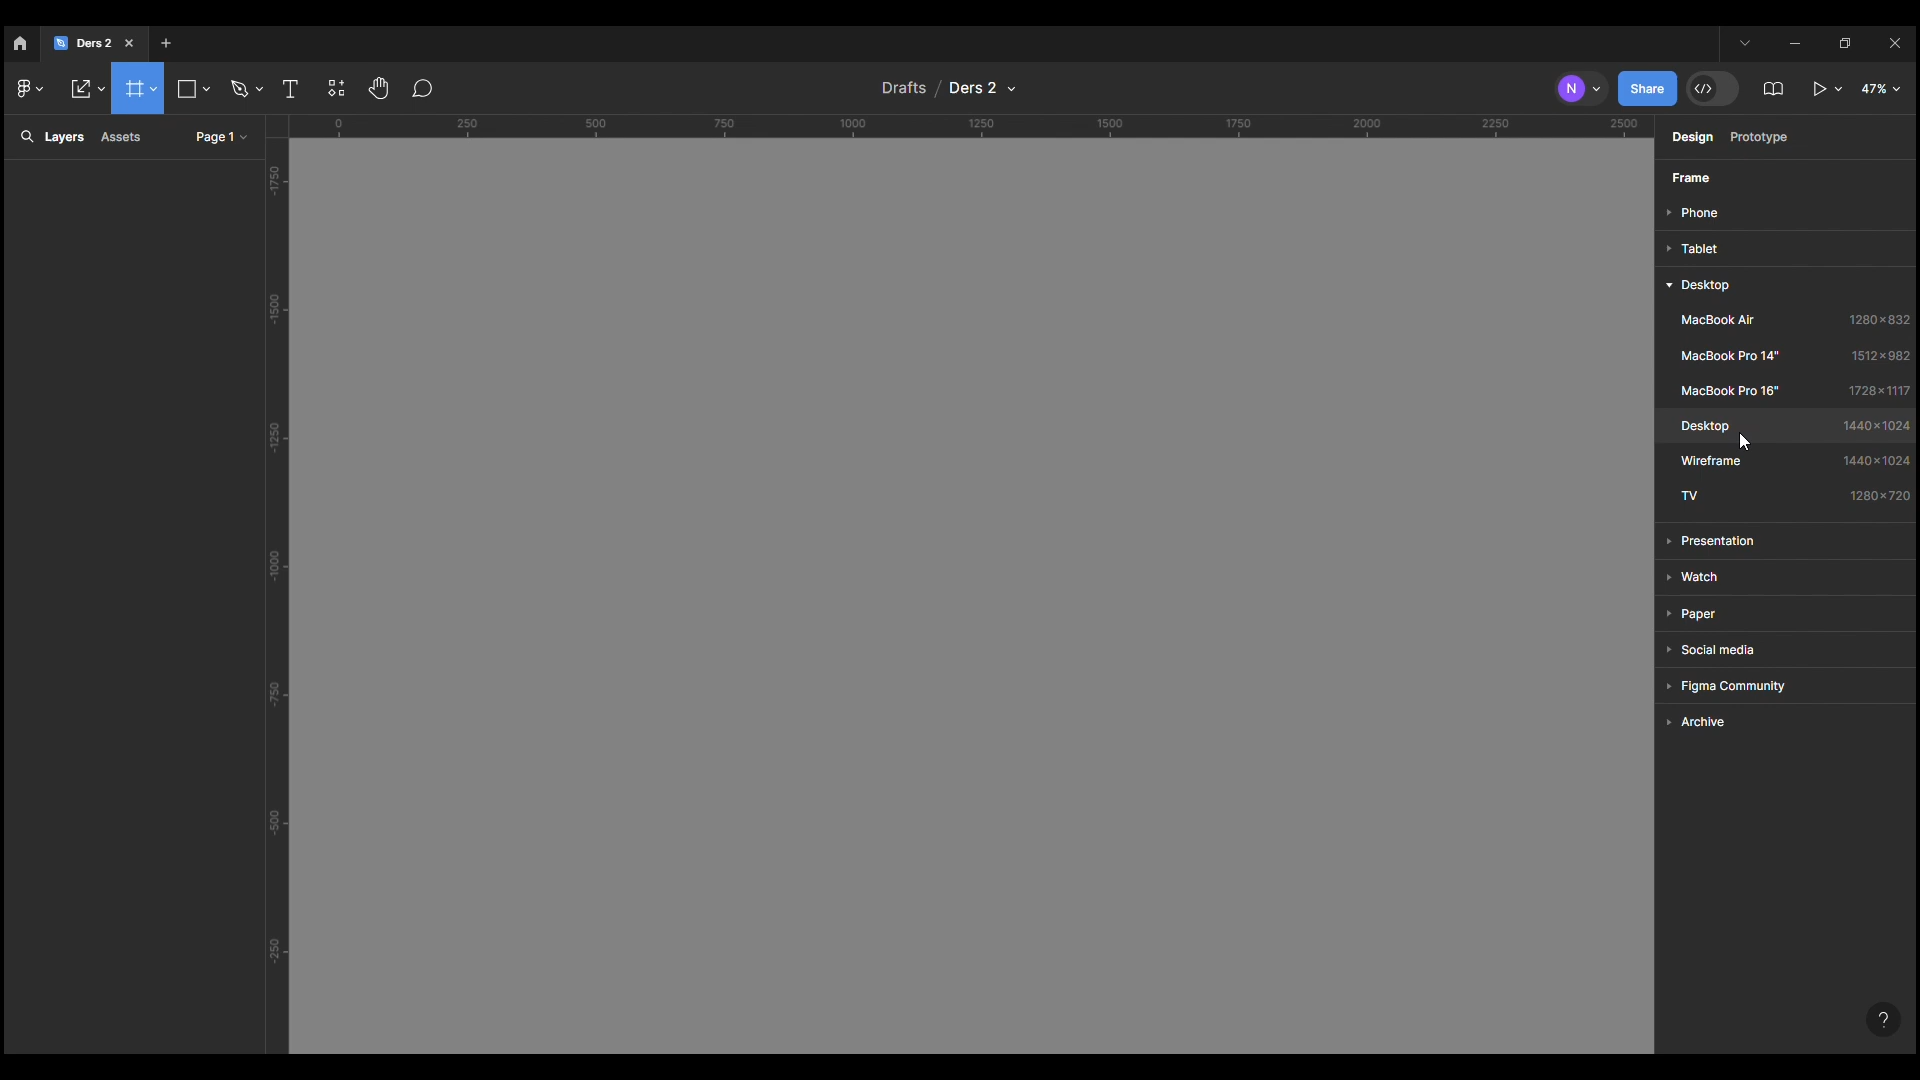 Ders 2
Drafts / Ders 2
N
Share
47%
Layers Assets Page 1
0 250 500 750 1000 1250 1500 1750 2000 2250 2500
-1750
-1500
-1250
-1000
-750
-500
-250
Design Prototype
Frame
Phone
Tablet
Desktop
MacBook Air 1280×832
MacBook Pro 14" 1512×982
MacBook Pro 16" 1728×1117
Desktop 1440×1024
Wireframe 1440×1024
TV 1280×720
Presentation
Watch
Paper
Social media
Figma Community
Archive
?